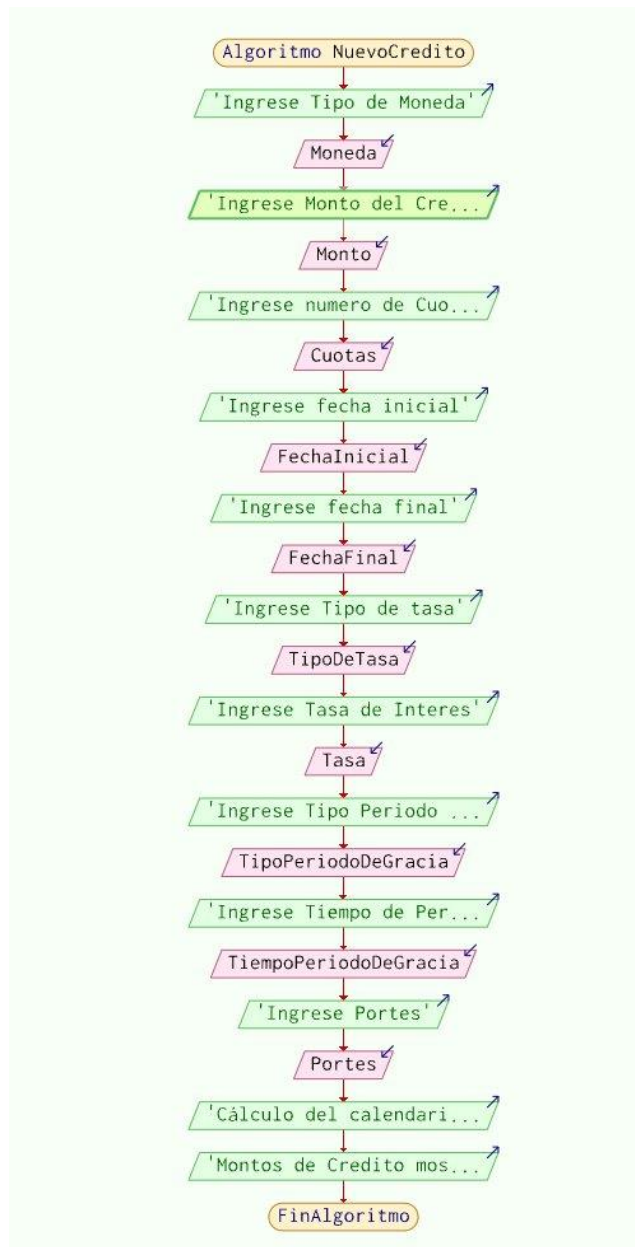 Algoritmo NuevoCredito
'Ingrese Tipo de Moneda'
Moneda
'Ingrese Monto del Cre...
Monto
'Ingrese numero de Cuo...
Cuotas
'Ingrese fecha inicial'
FechaInicial
'Ingrese fecha final'
FechaFinal
'Ingrese Tipo de tasa'
TipoDeTasa
'Ingrese Tasa de Interes'
Tasa
'Ingrese Tipo Periodo ...
TipoPeriodoDeGracia
'Ingrese Tiempo de Per...
TiempoPeriodoDeGracia
'Ingrese Portes'
Portes
'Cálculo del calendari...
'Montos de Credito mos...
FinAlgoritmo